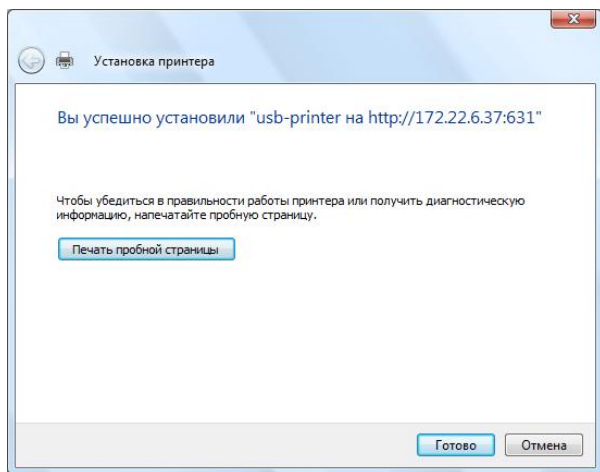 Установка принтера
Вы успешно установили "usb-printer на http://172.22.6.37:631"
Чтобы убедиться в правильности работы принтера или получить диагностическую
информацию, напечатайте пробную страницу.
Печать пробной страницы
Готово
Отмена